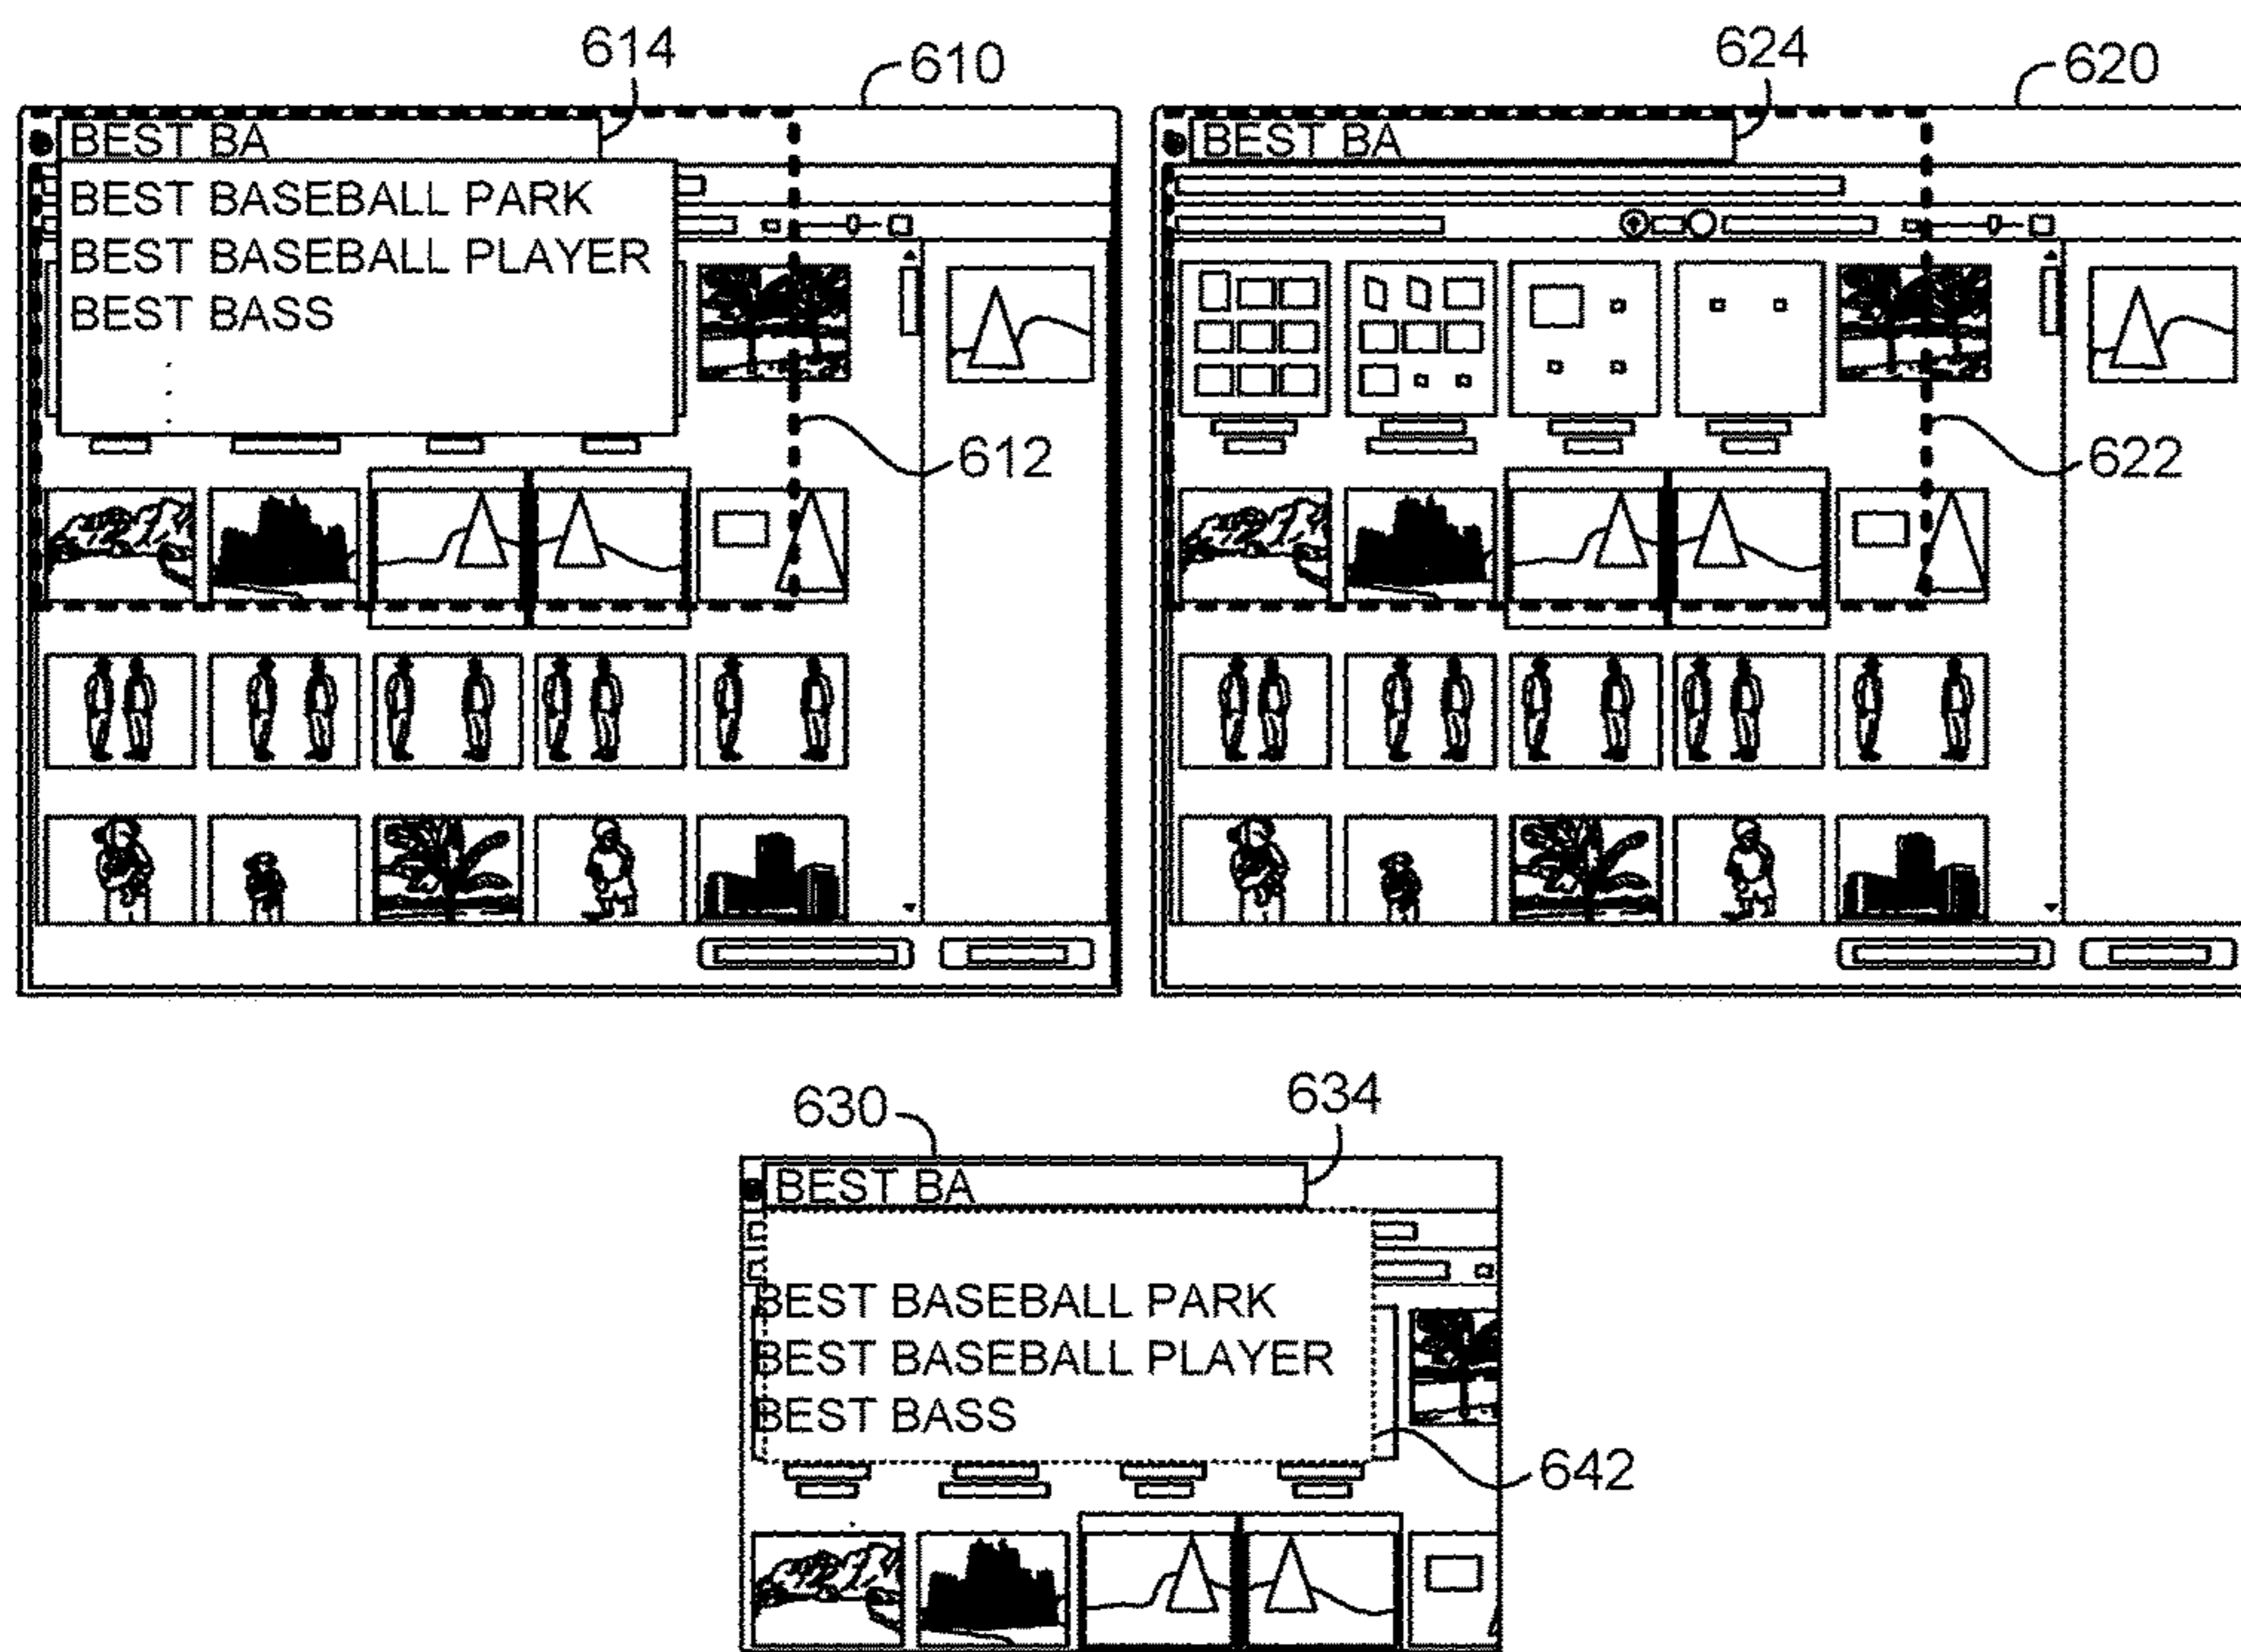 614
610
624
620
BEST BA
BEST BASEBALL PARK
BEST BASEBALL PLAYER
BEST BASS
612
BEST BA
622
630
634
BEST BA
BEST BASEBALL PARK
BEST BASEBALL PLAYER
BEST BASS
642